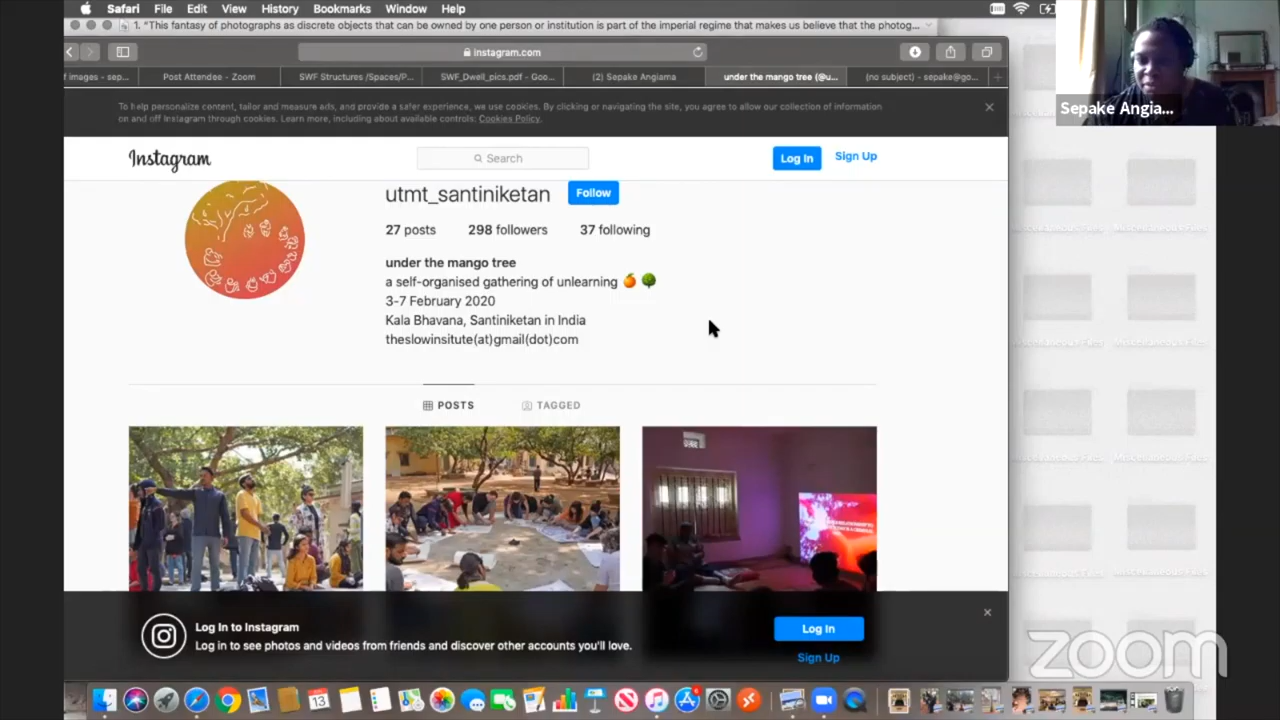 Safari File Edit View History Bookmarks Window Help
1. “This fantasy of photographs as discrete objects that can be owned by one person or institution is part of the imperial regime that makes us believe that the photog...
instagram.com
f images - sep...
Post Attendee - Zoom
SWF Structures /Spaces/P...
SWF_Dwell_pics.pdf - Goo...
(2) Sepake Angiama
under the mango tree (@u...
(no subject) - sepake@go...
To help personalize content, tailor and measure ads, and provide a safer experience, we use cookies. By clicking or navigating the site, you agree to allow our collection of information
on and off Instagram through cookies. Learn more, including about available controls: Cookies Policy.
Instagram
Search
Log In
Sign Up
utmt_santiniketan
Follow
27 posts 298 followers 37 following
under the mango tree
a self-organised gathering of unlearning
3-7 February 2020
Kala Bhavana, Santiniketan in India
theslowinsitute(at)gmail(dot)com
POSTS TAGGED
Log In to Instagram
Log in to see photos and videos from friends and discover other accounts you'll love.
Log In
Sign Up
Sepake Angia...
13
zoom